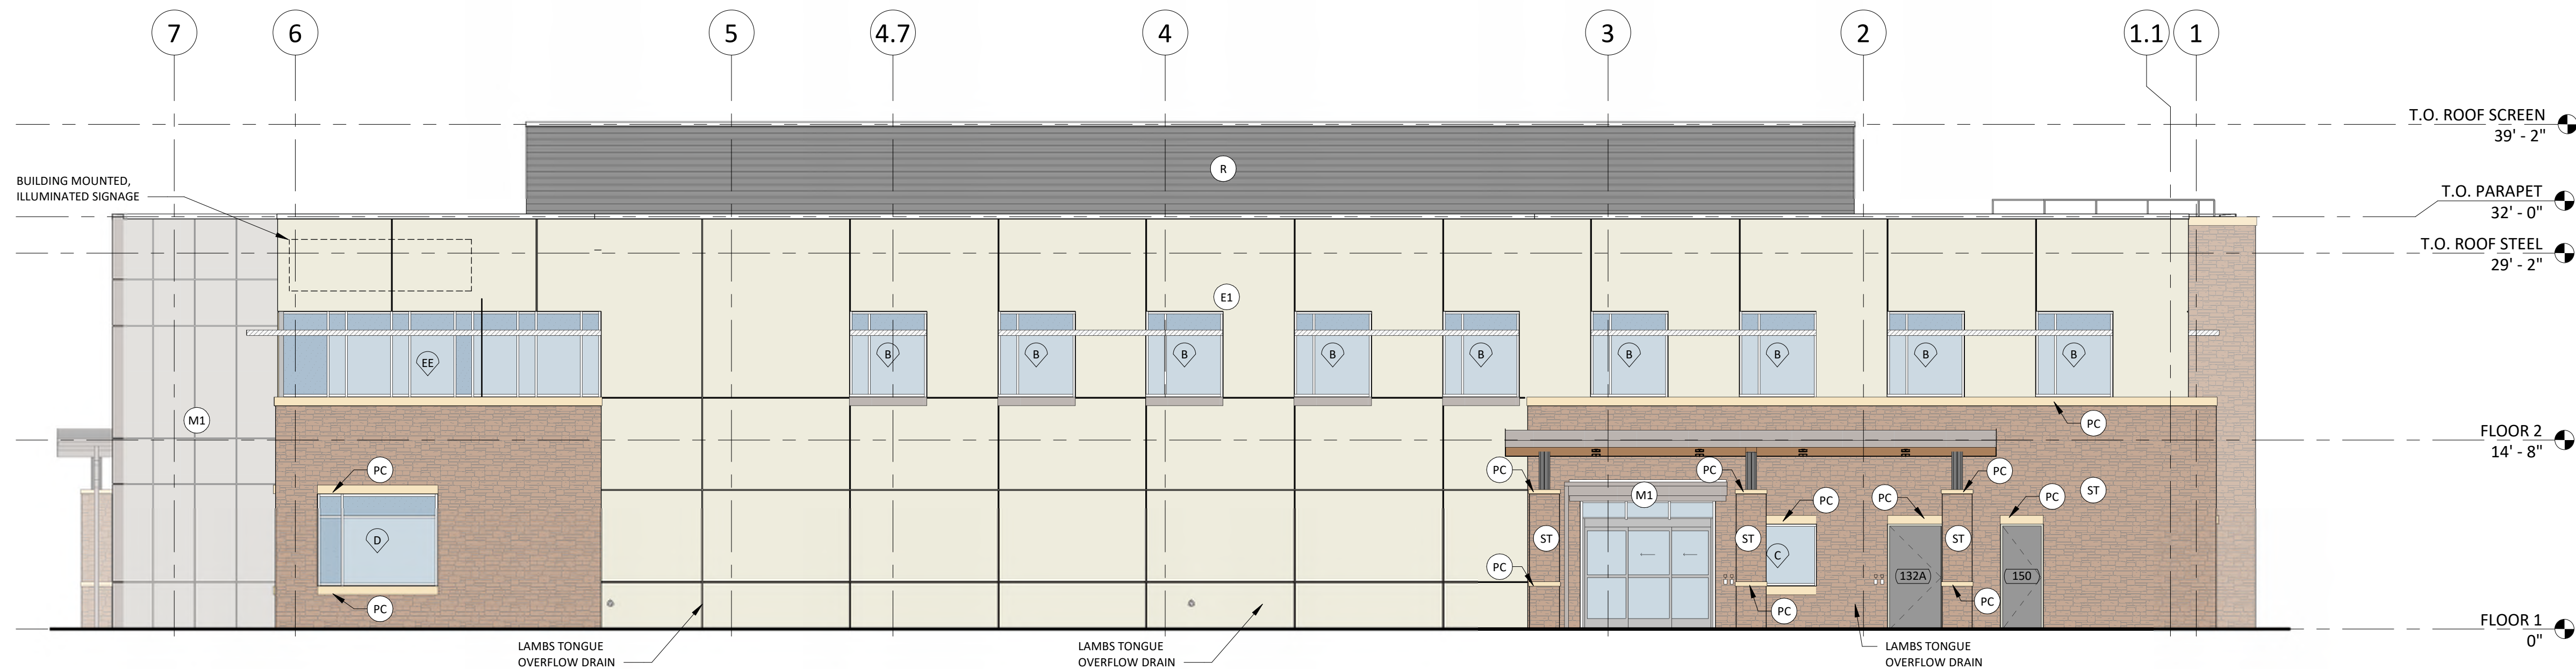 7
6
5
4.7
4
3
2
1.1
1
T.O. ROOF SCREEN
39' - 2"
R
BUILDING MOUNTED,
ILLUMINATED SIGNAGE
T.O. PARAPET
32' - 0"
T.O. ROOF STEEL
29' - 2"
E1
EE
B
B
B
B
B
B
B
B
B
M1
PC
FLOOR 2
14' - 8"
PC
PC
PC
PC
M1
PC
PC
PC
ST
D
ST
ST
ST
C
PC
132A
150
PC
PC
PC
LAMBS TONGUE
OVERFLOW DRAIN
LAMBS TONGUE
OVERFLOW DRAIN
LAMBS TONGUE
OVERFLOW DRAIN
FLOOR 1
0"